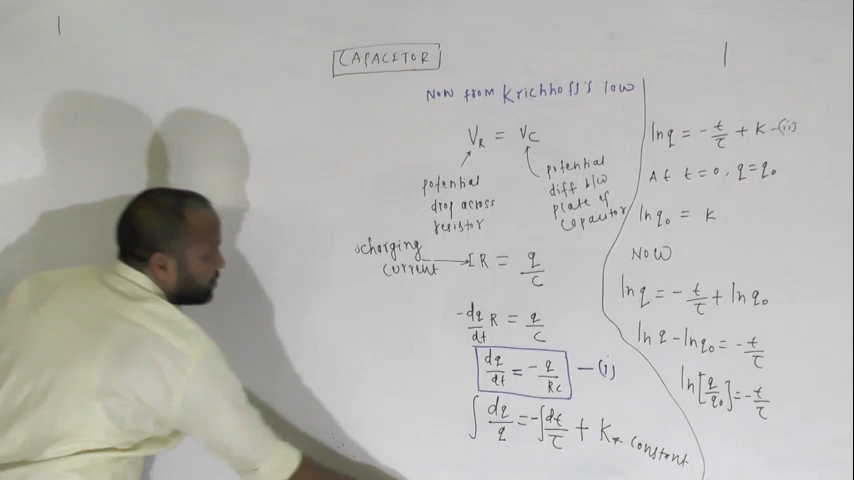 CAPACITOR
Now from Krichhoff's low
V_R = V_C
potential
drop across
resistor
potential
diff b/w
plate of
capacitor
scharging
current
IR = q/C
-dq/dt R = q/C
dq/dt = -q/RC —(i)
∫ dq/q = -∫ dt/τ + K constant
ln q = -t/τ + K —(ii)
At t=0, q=q₀
ln q₀ = K
NOW
ln q = -t/τ + ln q₀
ln q - ln q₀ = -t/τ
ln[q/q₀] = -t/τ